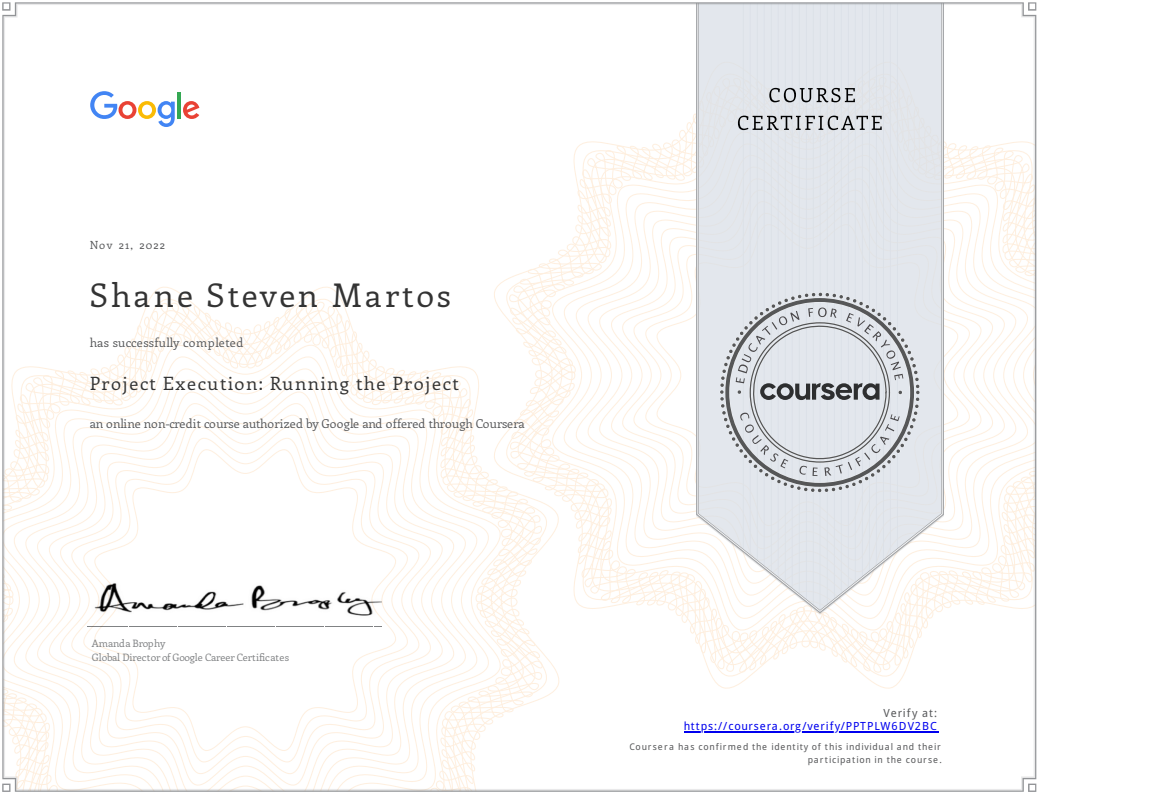 Google
COURSE
CERTIFICATE
Nov 21, 2022
Shane Steven Martos
has successfully completed
Project Execution: Running the Project
an online non-credit course authorized by Google and offered through Coursera
EDUCATION FOR EVERYONE
coursera
COURSE CERTIFICATE
Amanda Brophy
Amanda Brophy
Global Director of Google Career Certificates
Verify at:
https://coursera.org/verify/PPTPLW6DV2BC
Coursera has confirmed the identity of this individual and their
participation in the course.